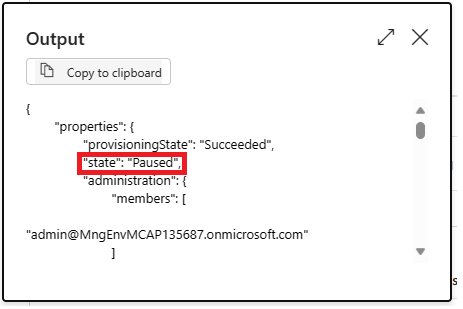 Output
Copy to clipboard
{
"properties": {
"provisioningState": "Succeeded",
"state": "Paused",
"administration": {
"members": [
"admin@MngEnvMCAP135687.onmicrosoft.com"
]
s